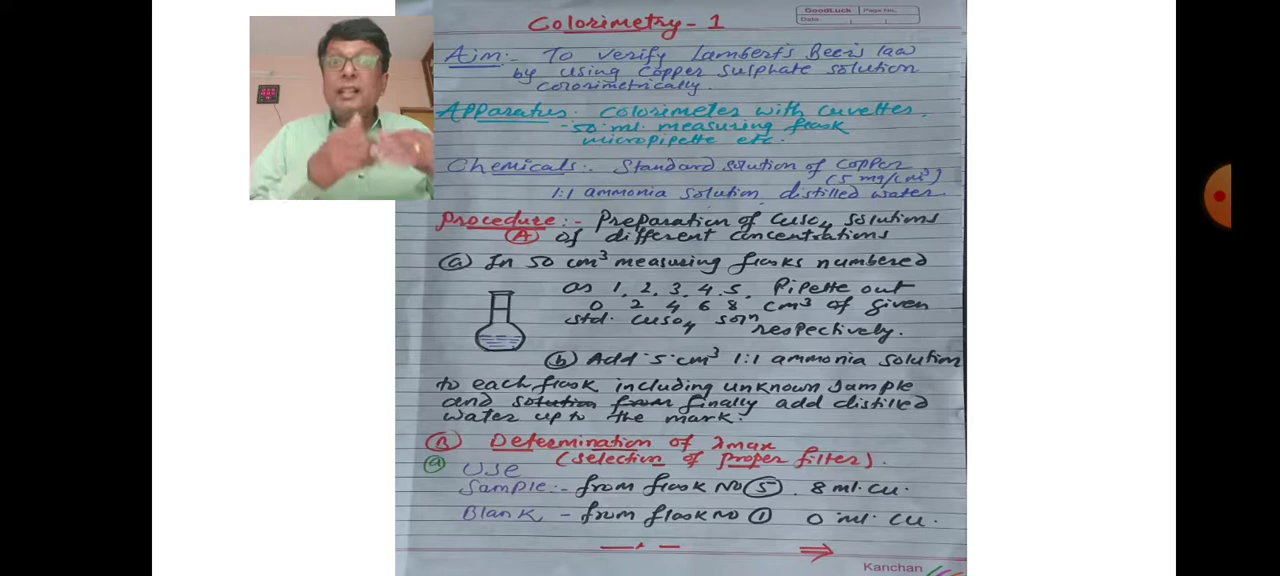 GoodLuck Page No.
Date
Colorimetry - 1
Aim:- To verify Lambert's Beer's law
by using Copper Sulphate solution
colorimetrically.
Apparatus:- Colorimeter with cuvettes,
-50 ml. measuring flask
micropipette etc.
Chemicals:- Standard solution of Copper
(5 mg/cm³)
1:1 ammonia solution, distilled water
Procedure:- Preparation of CuSO4 solutions
(A) of different concentrations
(a) In 50 cm³ measuring flasks numbered
as 1, 2, 3, 4, 5, Pipette out
0 2 4 6 8 cm³ of given
std. CuSO4 soln respectively.
(b) Add 5 cm³ 1:1 ammonia solution
to each flask including unknown sample
and solution from finally add distilled
water up to the mark.
(B) Determination of λmax
(selection of proper filter).
(a) Use
Sample:- from flask NO (5) 8 ml. cu.
Blank - from flask NO (1) 0 ml. cu.
Kanchan